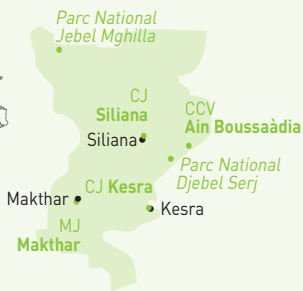 Parc National
Jebel Mghilla
CJ
Siliana
Siliana
CCV
Ain Boussaàdia
Parc National
Djebel Serj
Makthar
CJ Kesra
Kesra
MJ
Makthar